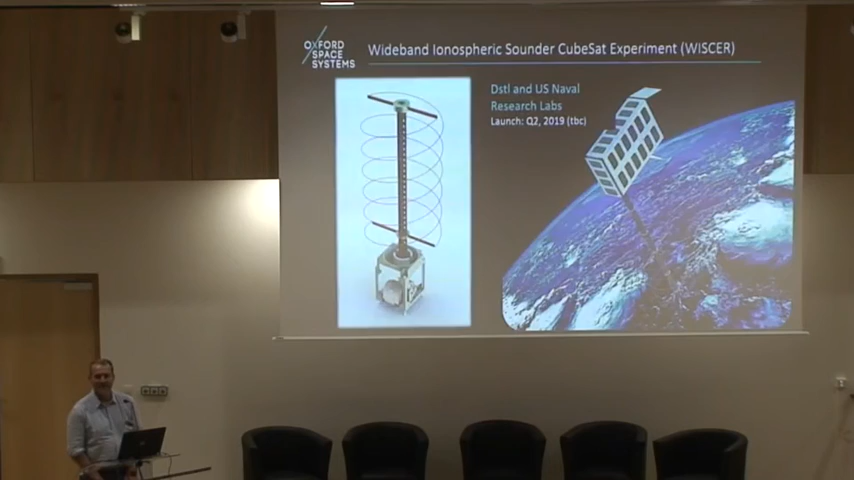 OXFORD
SPACE
SYSTEMS
Wideband Ionospheric Sounder CubeSat Experiment (WISCER)
Dstl and US Naval
Research Labs
Launch: Q2, 2019 (tbc)